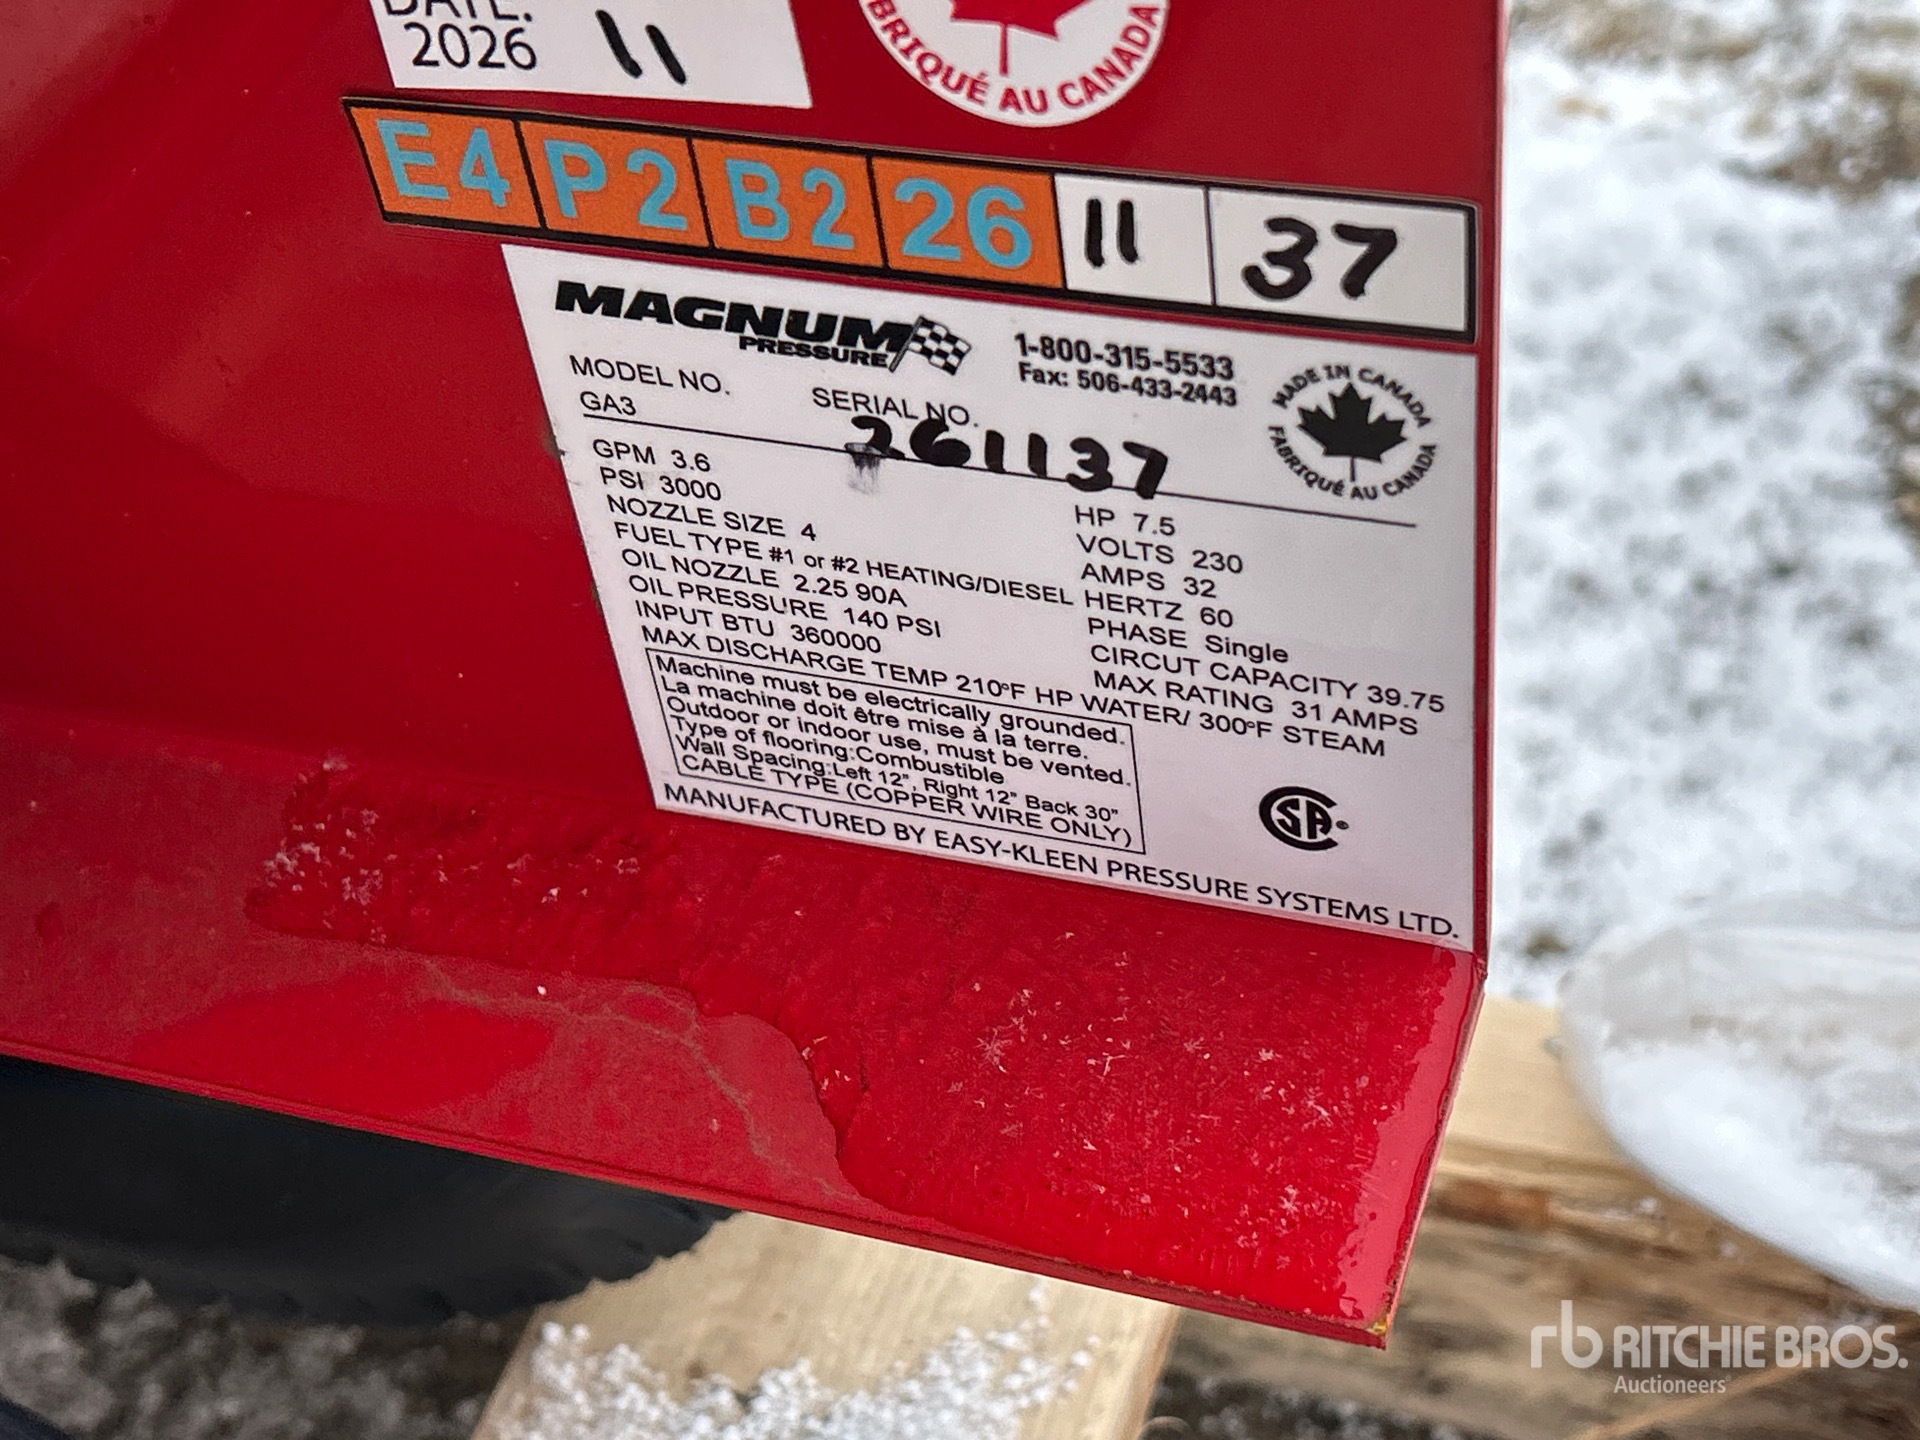 DATE:
2026 11
FABRIQUÉ AU CANADA
E4 P2 B2 26 11 37
MAGNUM
PRESSURE
1-800-315-5533
Fax: 506-433-2443
MADE IN CANADA
FABRIQUÉ AU CANADA
MODEL NO.
GA3
SERIAL NO.
261137
GPM 3.6
PSI 3000
NOZZLE SIZE 4
FUEL TYPE #1 or #2 HEATING/DIESEL
OIL NOZZLE 2.25 90A
OIL PRESSURE 140 PSI
INPUT BTU 360000
HP 7.5
VOLTS 230
AMPS 32
HERTZ 60
PHASE Single
CIRCUT CAPACITY 39.75
MAX RATING 31 AMPS
MAX DISCHARGE TEMP 210°F HP WATER/ 300°F STEAM
Machine must be electrically grounded.
La machine doit être mise à la terre.
Outdoor or indoor use, must be vented.
Type of flooring:Combustible
Wall Spacing:Left 12", Right 12" Back 30"
CABLE TYPE (COPPER WIRE ONLY)
CSA
MANUFACTURED BY EASY-KLEEN PRESSURE SYSTEMS LTD.
rb RITCHIE BROS.
Auctioneers